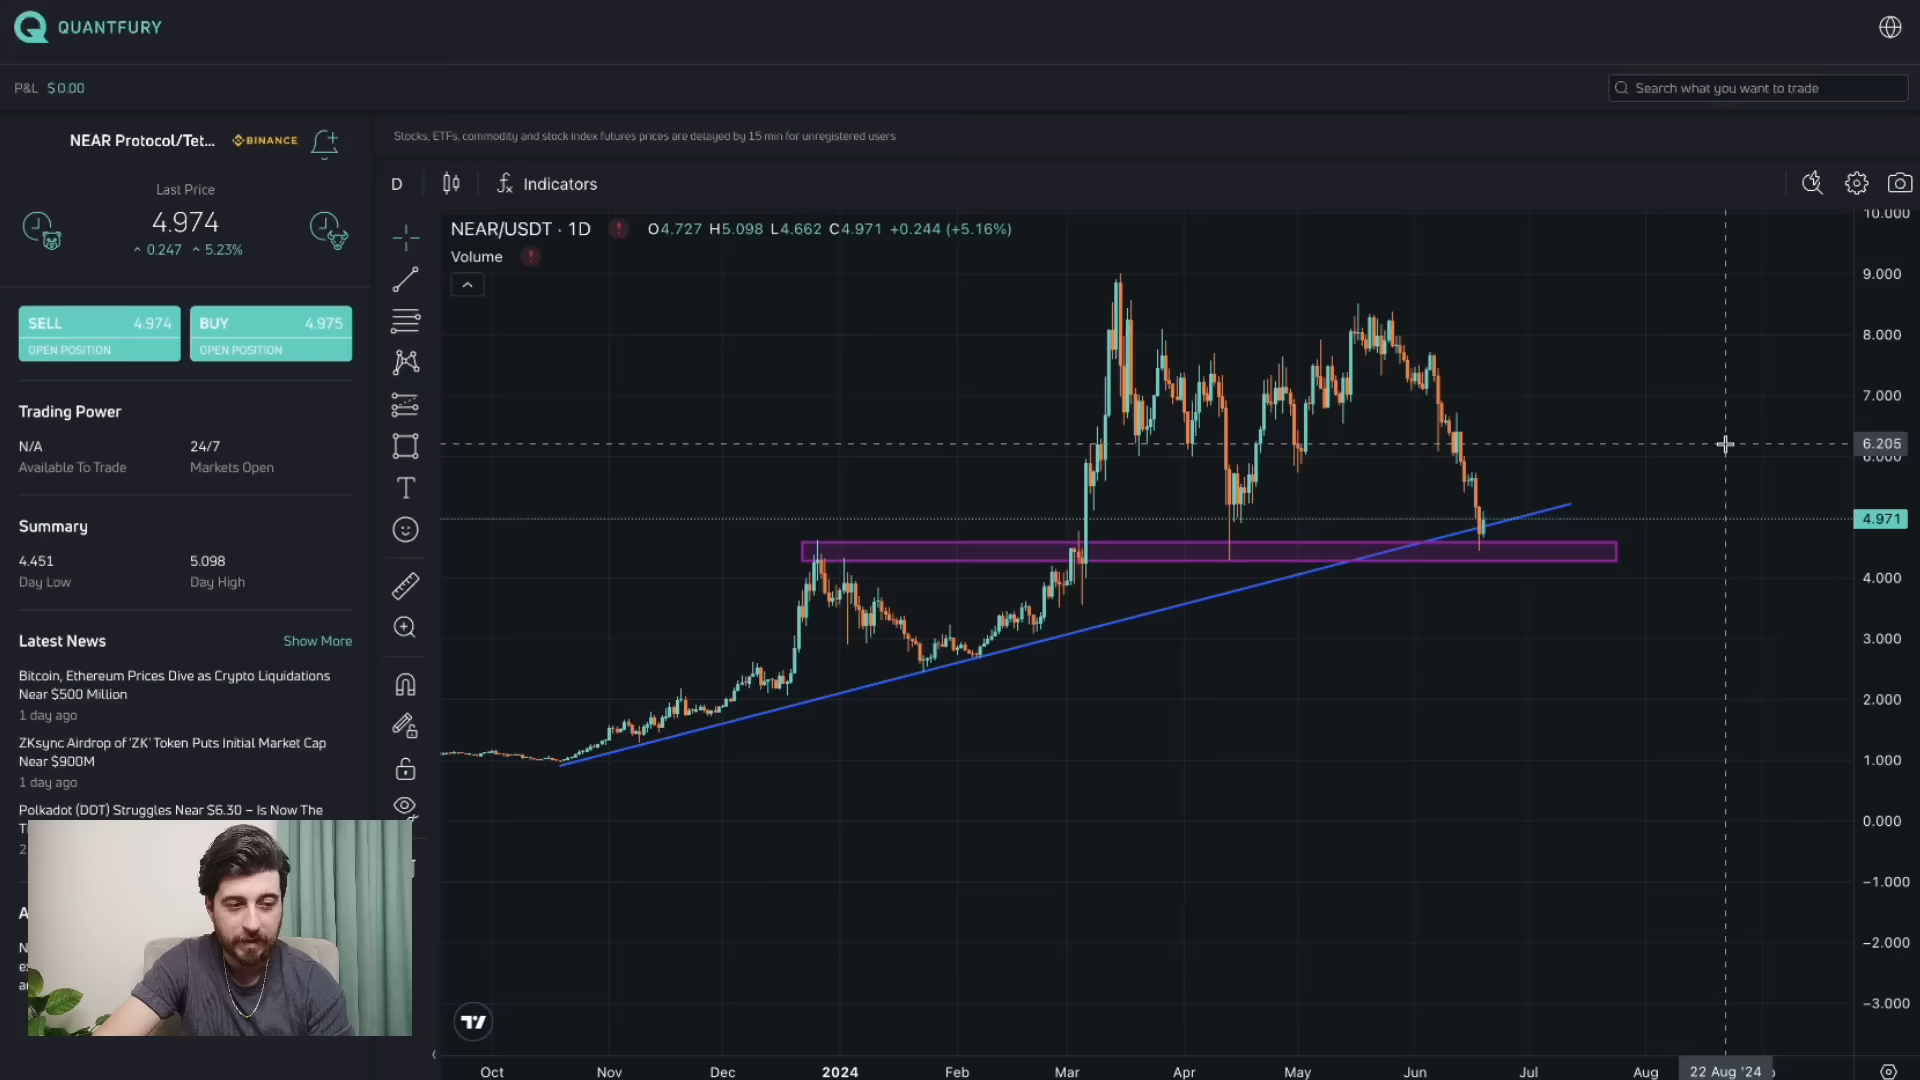 QUANTFURY
P&L $0.00
Search what you want to trade
NEAR Protocol/Tet... BINANCE
Stocks, ETFs, commodity and stock index futures prices are delayed by 15 min for unregistered users
Last Price
4.974
0.247 5.23%
D Indicators
SELL 4.974
OPEN POSITION
BUY 4.975
OPEN POSITION
Trading Power
N/A 24/7
Available To Trade Markets Open
Summary
4.451 5.098
Day Low Day High
Latest News Show More
Bitcoin, Ethereum Prices Dive as Crypto Liquidations
Near $500 Million
1 day ago
ZKsync Airdrop of 'ZK' Token Puts Initial Market Cap
Near $900M
1 day ago
Polkadot (DOT) Struggles Near $6.30 – Is Now The
NEAR/USDT · 1D O4.727 H5.098 L4.662 C4.971 +0.244 (+5.16%)
Volume
10.000
9.000
8.000
7.000
6.205
6.000
4.971
4.000
3.000
2.000
1.000
0.000
−1.000
−2.000
−3.000
Oct Nov Dec 2024 Feb Mar Apr May Jun Jul Aug 22 Aug '24